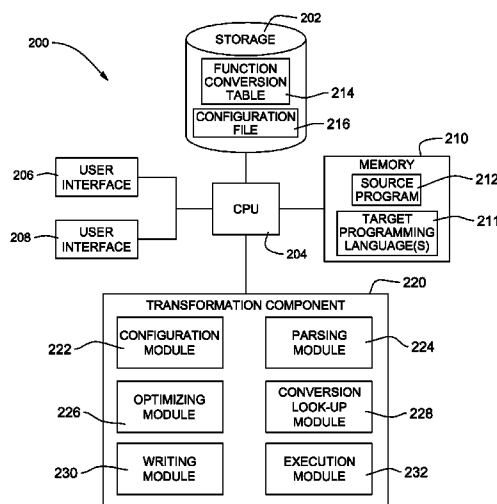 200
202
STORAGE
FUNCTION
CONVERSION
TABLE
214
CONFIGURATION
FILE
216
206
USER
INTERFACE
208
USER
INTERFACE
CPU
204
210
MEMORY
SOURCE
PROGRAM
212
TARGET
PROGRAMMING
LANGUAGE(S)
211
220
TRANSFORMATION COMPONENT
CONFIGURATION
MODULE
222
PARSING
MODULE
224
OPTIMIZING
MODULE
226
CONVERSION
LOOK-UP
MODULE
228
WRITING
MODULE
230
EXECUTION
MODULE
232